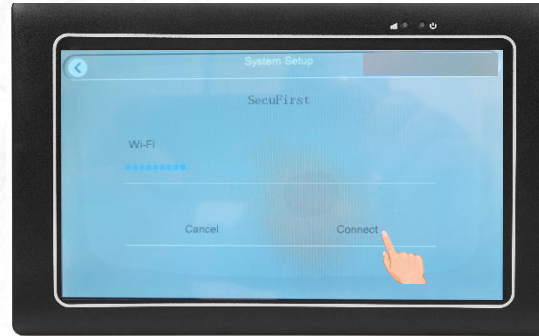 System Setup
SecuFirst
Wi-Fi
*********
Cancel
Connect